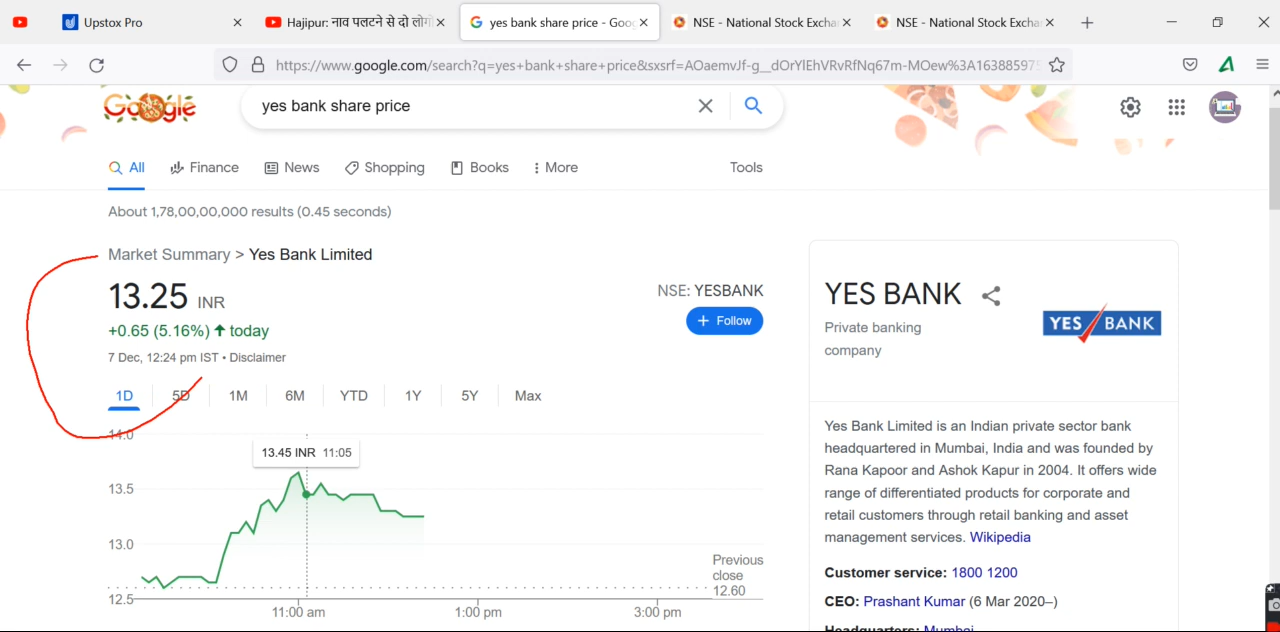 Upstox Pro
Hajipur: नाव पलटने से दो लोगों
yes bank share price - Goog
NSE - National Stock Exchan
NSE - National Stock Exchan
https://www.google.com/search?q=yes+bank+share+price&sxsrf=AOaemvJf-g__dOrYlEhVRvRfNq67m-MOew%3A163885975
Google
yes bank share price
All
Finance
News
Shopping
Books
More
Tools
About 1,78,00,00,000 results (0.45 seconds)
Market Summary > Yes Bank Limited
13.25 INR
+0.65 (5.16%) ↑ today
7 Dec, 12:24 pm IST • Disclaimer
NSE: YESBANK
+ Follow
1D 5D 1M 6M YTD 1Y 5Y Max
14.0
13.45 INR 11:05
13.5
13.0
Previous
close
12.60
12.5
11:00 am 1:00 pm 3:00 pm
YES BANK
Private banking
company
YES BANK
Yes Bank Limited is an Indian private sector bank
headquartered in Mumbai, India and was founded by
Rana Kapoor and Ashok Kapur in 2004. It offers wide
range of differentiated products for corporate and
retail customers through retail banking and asset
management services. Wikipedia
Customer service: 1800 1200
CEO: Prashant Kumar (6 Mar 2020–)
Headquarters: Mumbai